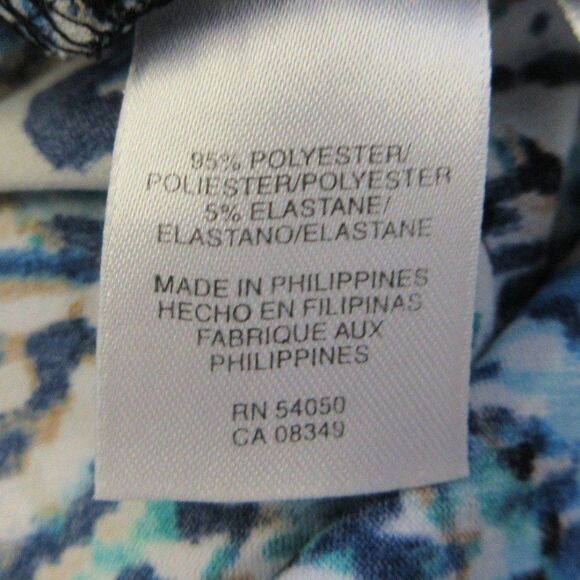 95% POLYESTER/
POLIESTER/POLYESTER
5% ELASTANE/
ELASTANO/ELASTANE
MADE IN PHILIPPINES
HECHO EN FILIPINAS
FABRIQUE AUX
PHILIPPINES
RN 54050
CA 08349